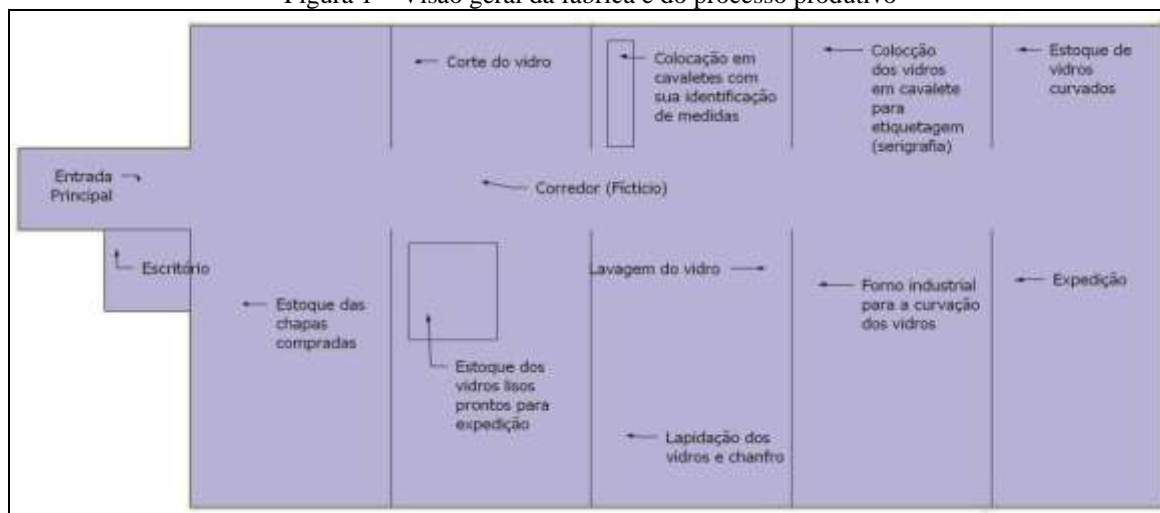 Figura 1 – Visão geral da fábrica e do processo produtivo
Corte do vidro
Colocação em
cavaletes com
sua identificação
de medidas
Colocção
dos vidros
em cavalete
para
etiquetagem
(serigrafia)
Estoque de
vidros
curvados
Entrada
Principal
Corredor (Ficticio)
Escritório
Estoque das
chapas
compradas
Estoque dos
vidros lisos
prontos para
expedição
Lavagem do vidro
Lapidação dos
vidros e chanfro
Forno industrial
para a curvação
dos vidros
Expedição